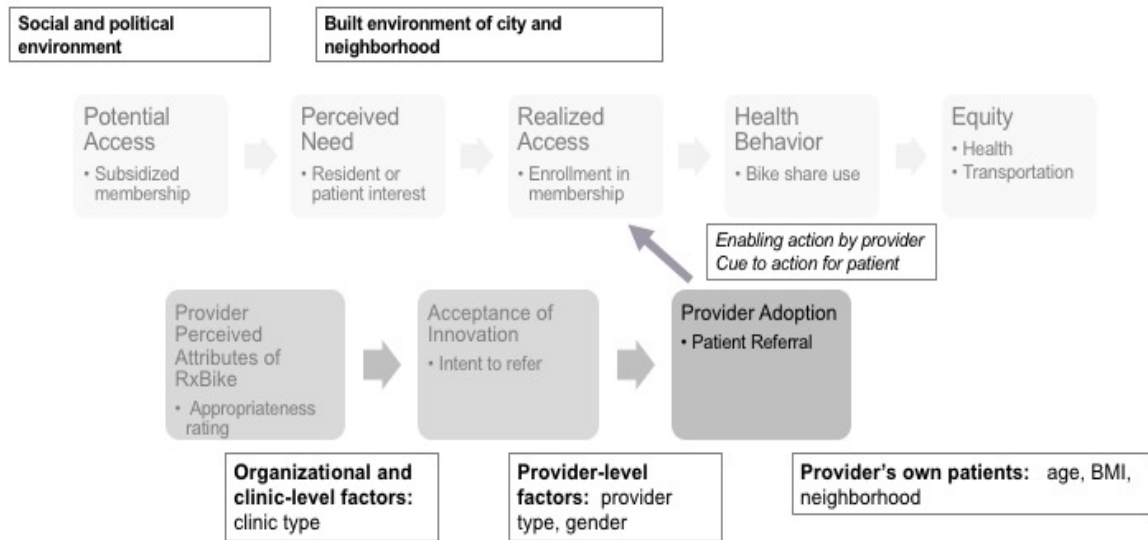 Social and political
environment
Built environment of city and
neighborhood
Potential
Access
• Subsidized
membership
Perceived
Need
• Resident or
patient interest
Realized
Access
• Enrollment in
membership
Health
Behavior
• Bike share use
Equity
• Health
• Transportation
Enabling action by provider
Cue to action for patient
Provider
Perceived
Attributes of
RxBike
• Appropriateness
rating
Acceptance of
Innovation
• Intent to refer
Provider Adoption
• Patient Referral
Organizational and
clinic-level factors:
clinic type
Provider-level
factors: provider
type, gender
Provider's own patients: age, BMI,
neighborhood